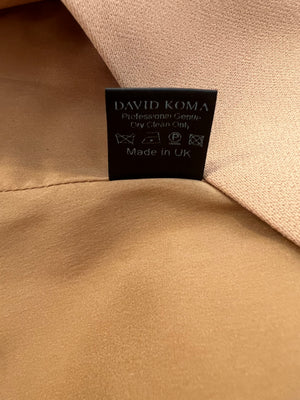 DAVID KOMA
Professional Gentle
Dry Clean Only
P
Made in UK